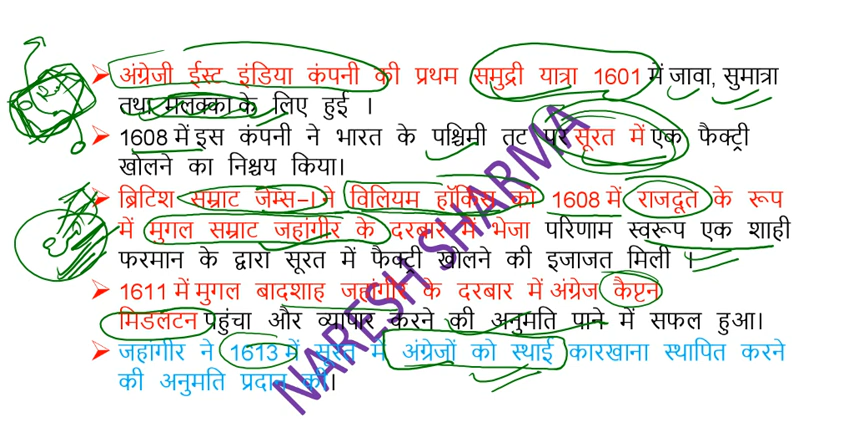 अंग्रेजी ईस्ट इंडिया कंपनी की प्रथम समुद्री यात्रा 1601 में जावा, सुमात्रा
तथा मलक्का के लिए हुई ।
1608 में इस कंपनी ने भारत के पश्चिमी तट पर सूरत में एक फैक्ट्री
खोलने का निश्चय किया।
ब्रिटिश सम्राट जेम्स-I ने विलियम हॉकिंस को 1608 में राजदूत के रूप
में मुगल सम्राट जहांगीर के दरबार में भेजा परिणाम स्वरूप एक शाही
फरमान के द्वारा सूरत में फैक्ट्री खोलने की इजाजत मिली ।
1611 में मुगल बादशाह जहांगीर के दरबार में अंग्रेज कैप्टन
मिडलटन पहुंचा और व्यापार करने की अनुमति पाने में सफल हुआ।
जहांगीर ने 1613 में सूरत में अंग्रेजों को स्थाई कारखाना स्थापित करने
की अनुमति प्रदान की।
NARESH SHARMA